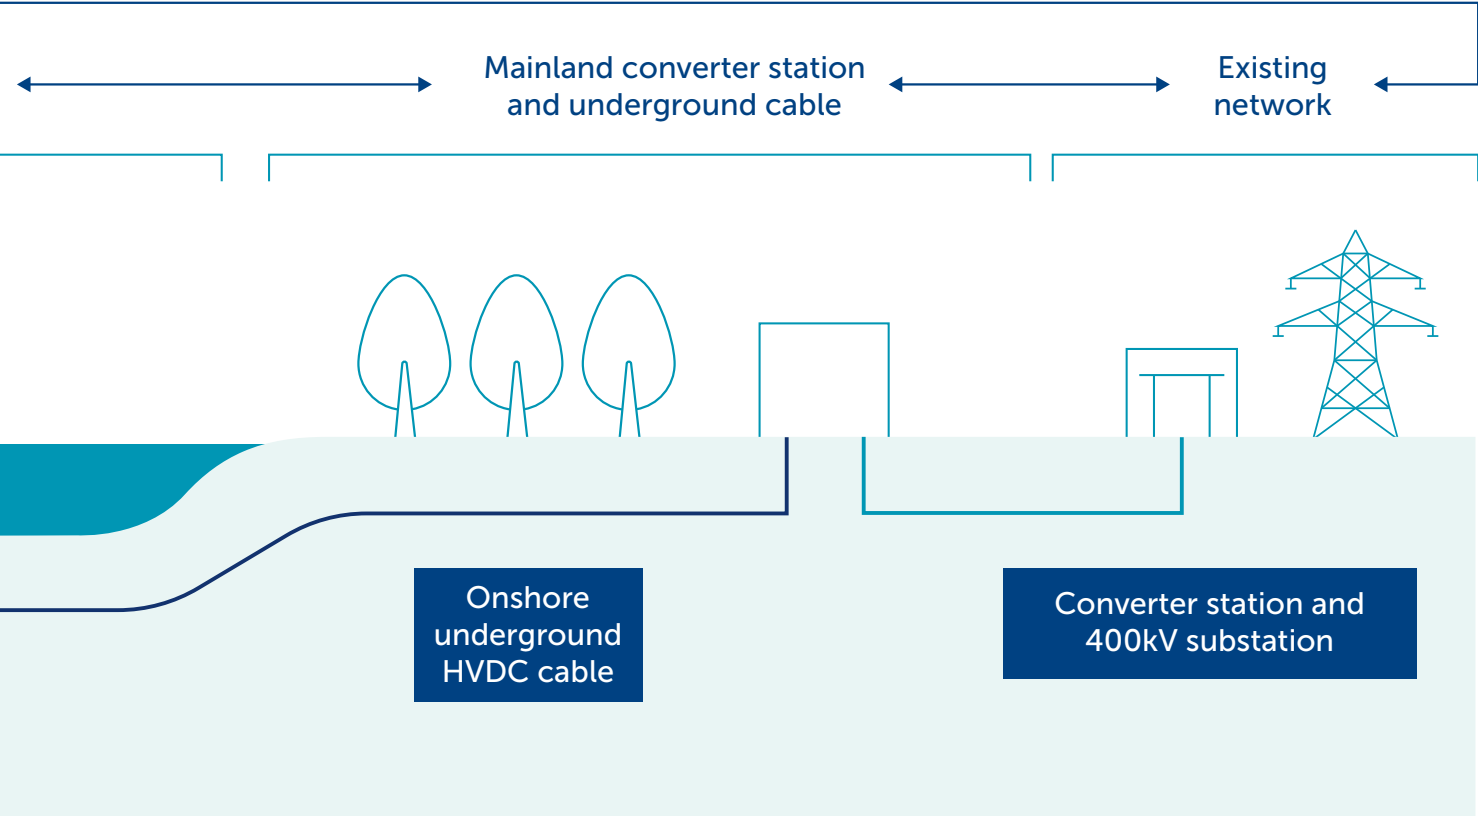 Mainland converter station
and underground cable
Existing
network
Onshore
underground
HVDC cable
Converter station and
400kV substation